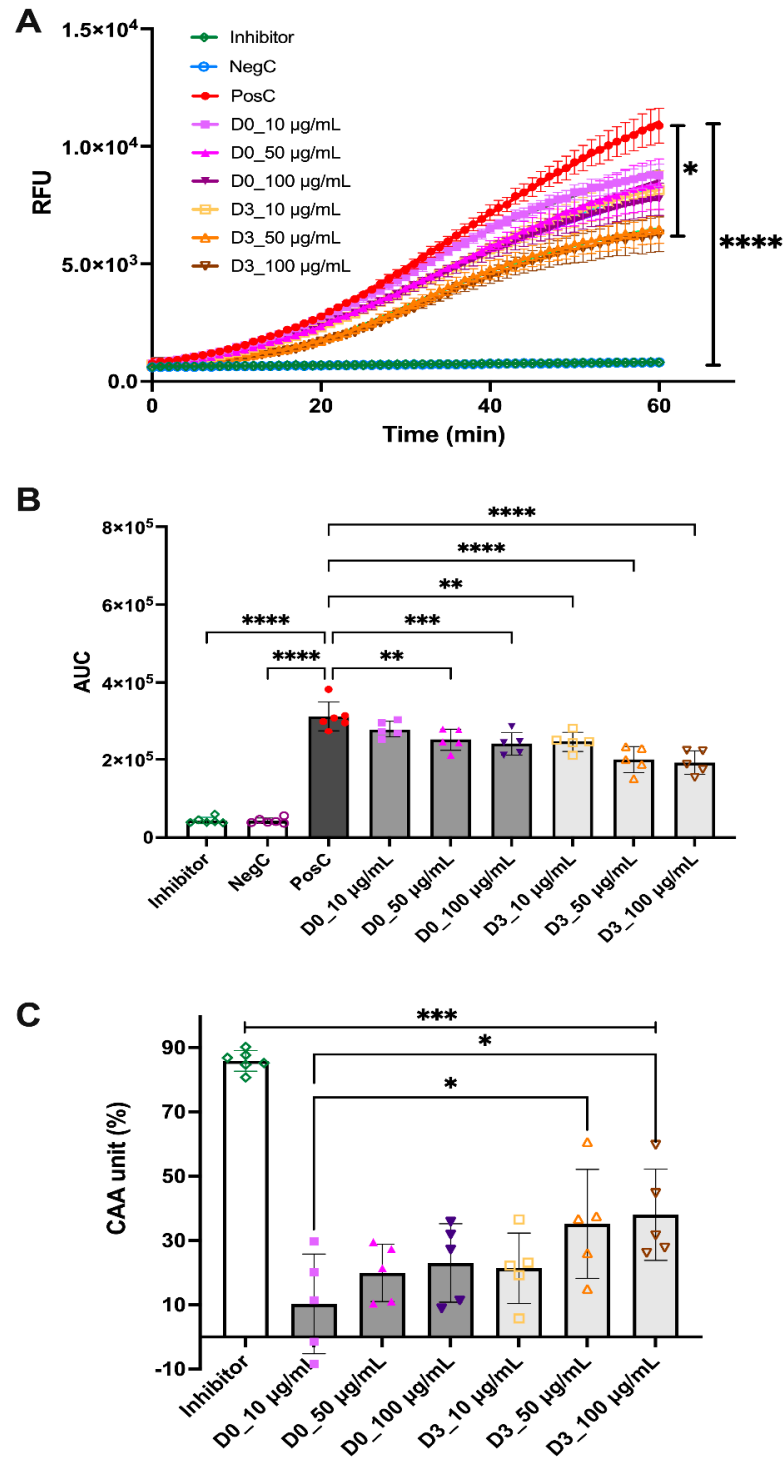 A
1.5×10⁴
1.0×10⁴
5.0×10³
0.0
RFU
Inhibitor
NegC
PosC
D0_10 µg/mL
D0_50 µg/mL
D0_100 µg/mL
D3_10 µg/mL
D3_50 µg/mL
D3_100 µg/mL
*
****
0 20 40 60
Time (min)
B
8×10⁵
6×10⁵
4×10⁵
2×10⁵
0
AUC
****
****
**
**** ***
**** **
Inhibitor NegC PosC D0_10 µg/mL D0_50 µg/mL D0_100 µg/mL D3_10 µg/mL D3_50 µg/mL D3_100 µg/mL
C
90
70
50
30
10
-10
CAA unit (%)
***
*
*
Inhibitor D0_10 µg/mL D0_50 µg/mL D0_100 µg/mL D3_10 µg/mL D3_50 µg/mL D3_100 µg/mL